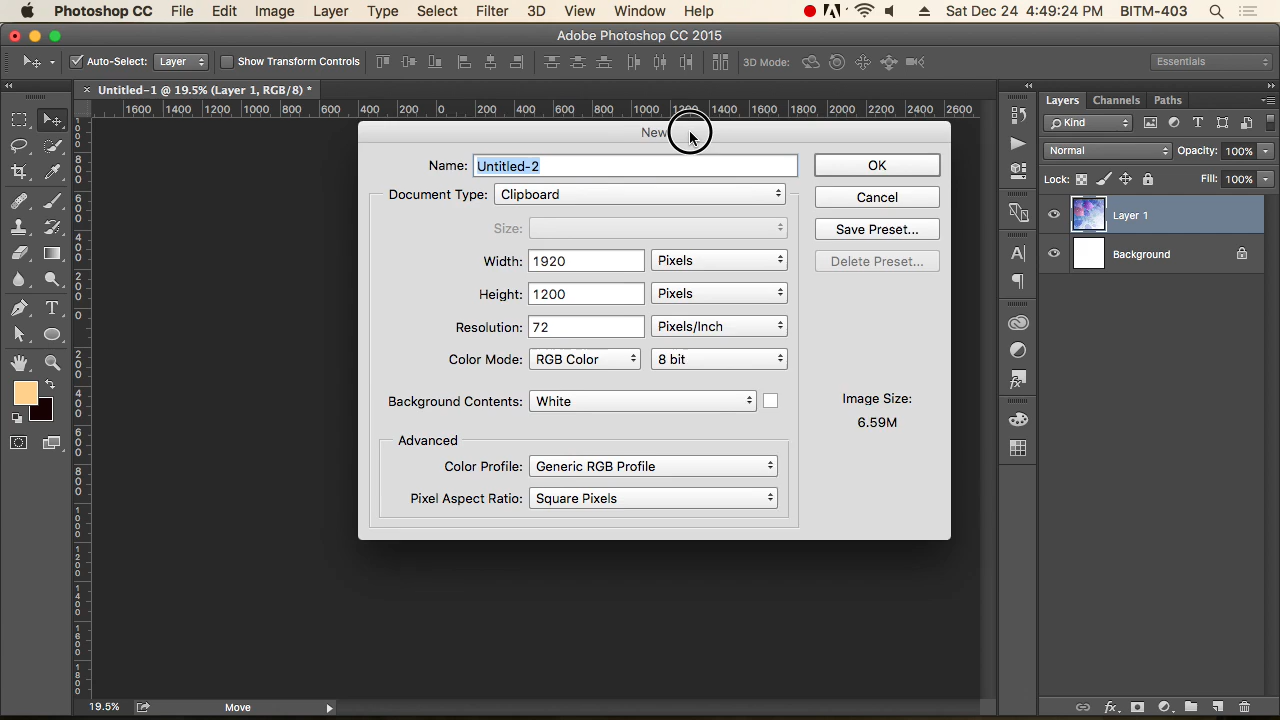 Photoshop CC File Edit Image Layer Type Select Filter 3D View Window Help Sat Dec 24 4:49:24 PM BITM-403
Adobe Photoshop CC 2015
Auto-Select: Layer Show Transform Controls 3D Mode: Essentials
Untitled-1 @ 19.5% (Layer 1, RGB/8) *
1600 1400 1200 1000 800 600 400 200 0 200 400 600 800 1000 1200 1400 1600 1800 2000 2200 2400 2600
New
Name: Untitled-2
OK
Document Type: Clipboard
Cancel
Size:
Save Preset...
Width: 1920 Pixels
Delete Preset...
Height: 1200 Pixels
Resolution: 72 Pixels/Inch
Color Mode: RGB Color 8 bit
Background Contents: White
Image Size:
6.59M
Advanced
Color Profile: Generic RGB Profile
Pixel Aspect Ratio: Square Pixels
Layers Channels Paths
Kind
Normal Opacity: 100%
Lock: Fill: 100%
Layer 1
Background
19.5% Move